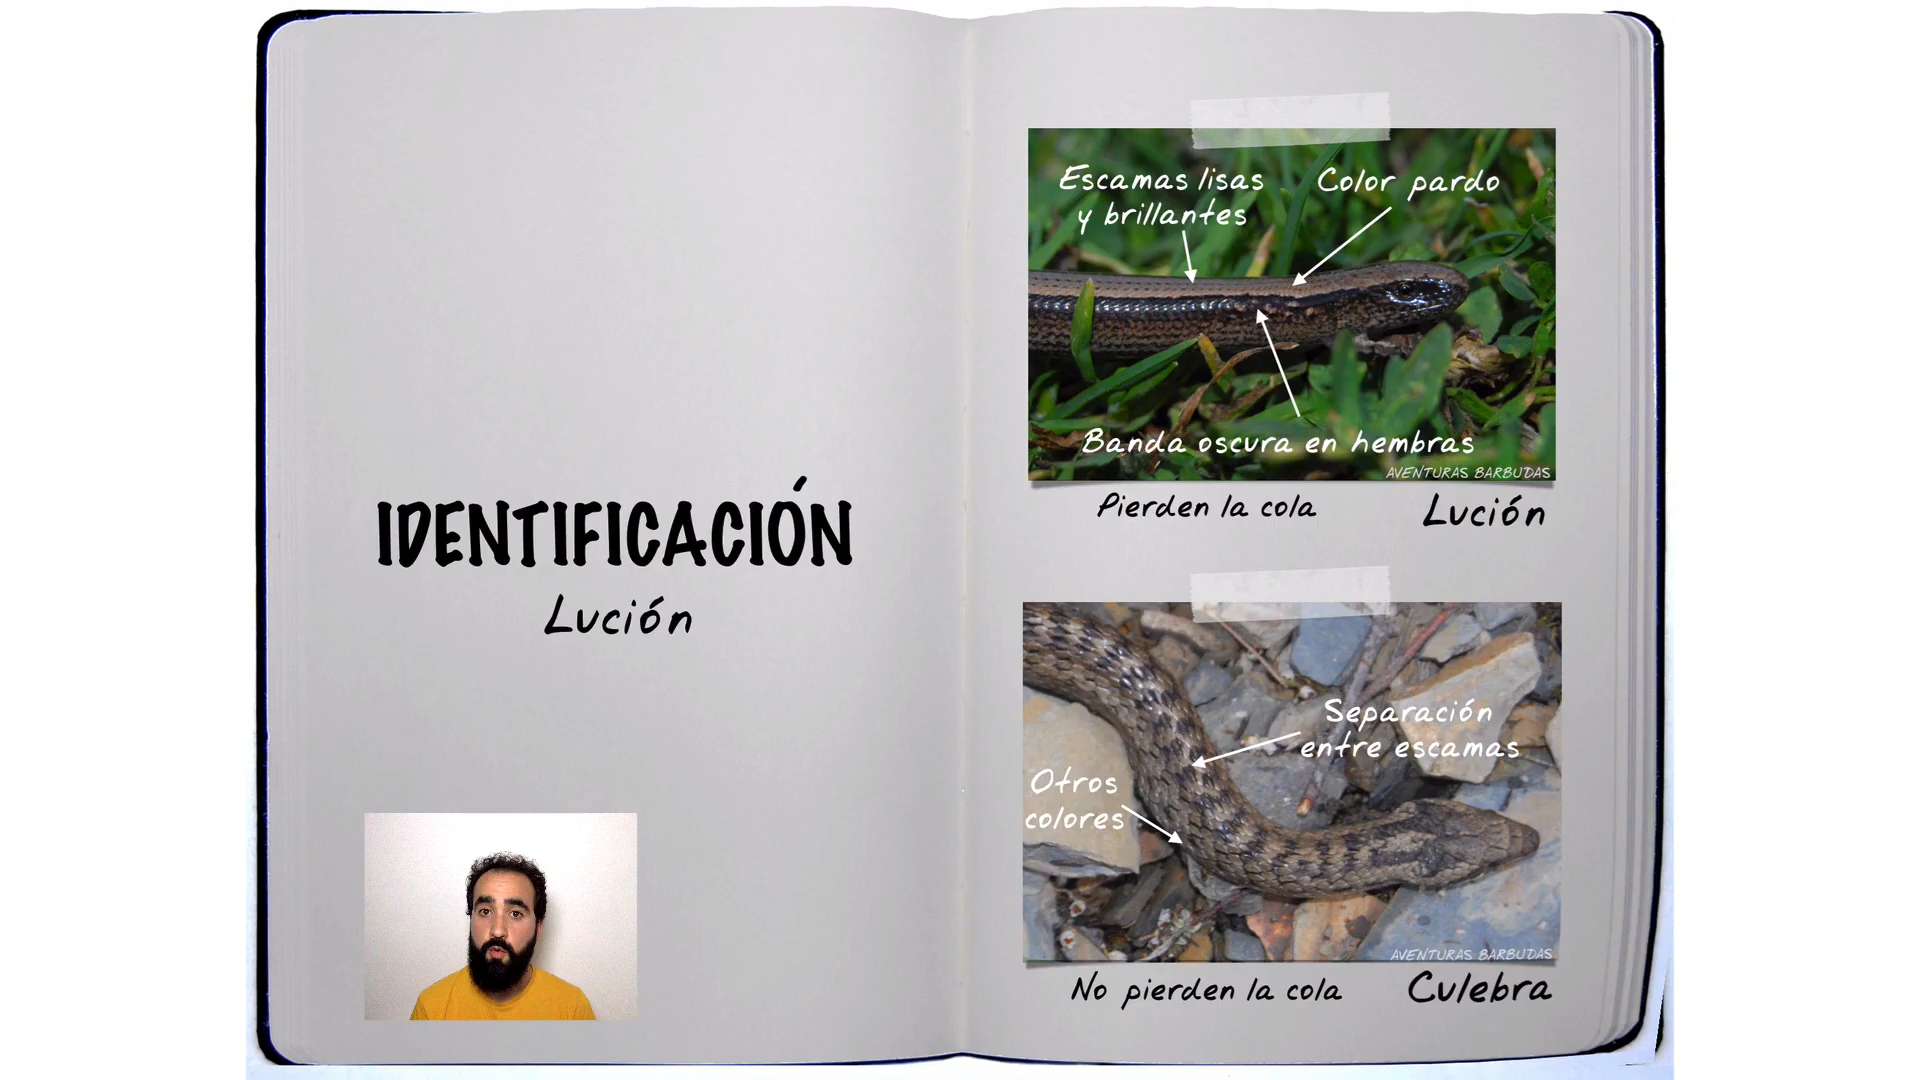 IDENTIFICACIÓN
Lución
Escamas lisas
y brillantes
Color pardo
Banda oscura en hembras
AVENTURAS BARBUDAS
Pierden la cola
Lución
Separación
entre escamas
Otros
colores
AVENTURAS BARBUDAS
No pierden la cola
Culebra